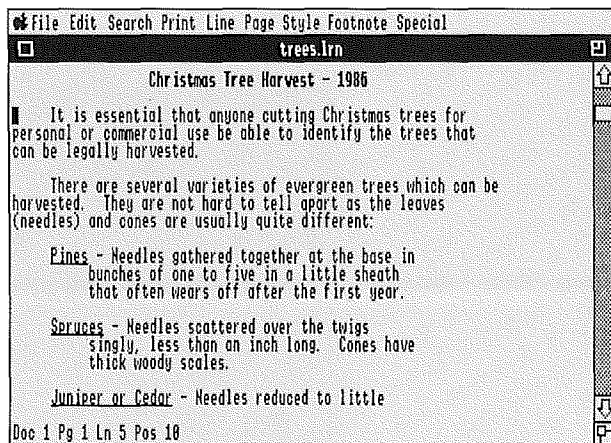 File Edit Search Print Line Page Style Footnote Special
trees.lrn
Christmas Tree Harvest - 1986
It is essential that anyone cutting Christmas trees for
personal or commercial use be able to identify the trees that
can be legally harvested.
There are several varieties of evergreen trees which can be
harvested. They are not hard to tell apart as the leaves
(needles) and cones are usually quite different:
Pines - Needles gathered together at the base in
bunches of one to five in a little sheath
that often wears off after the first year.
Spruces - Needles scattered over the twigs
singly, less than an inch long. Cones have
thick woody scales.
Juniper or Cedar - Needles reduced to little
Doc 1 Pg 1 Ln 5 Pos 10